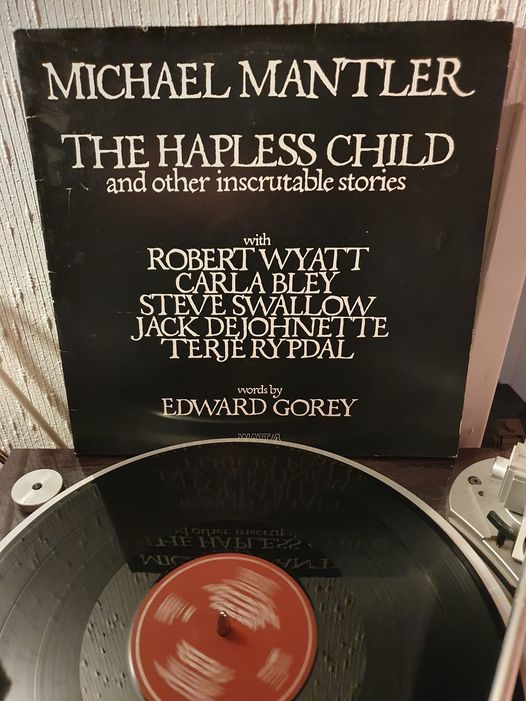 MICHAEL MANTLER
THE HAPLESS CHILD
and other inscrutable stories
with
ROBERT WYATT
CARLA BLEY
STEVE SWALLOW
JACK DEJOHNETTE
TERJE RYPDAL
words by
EDWARD GOREY